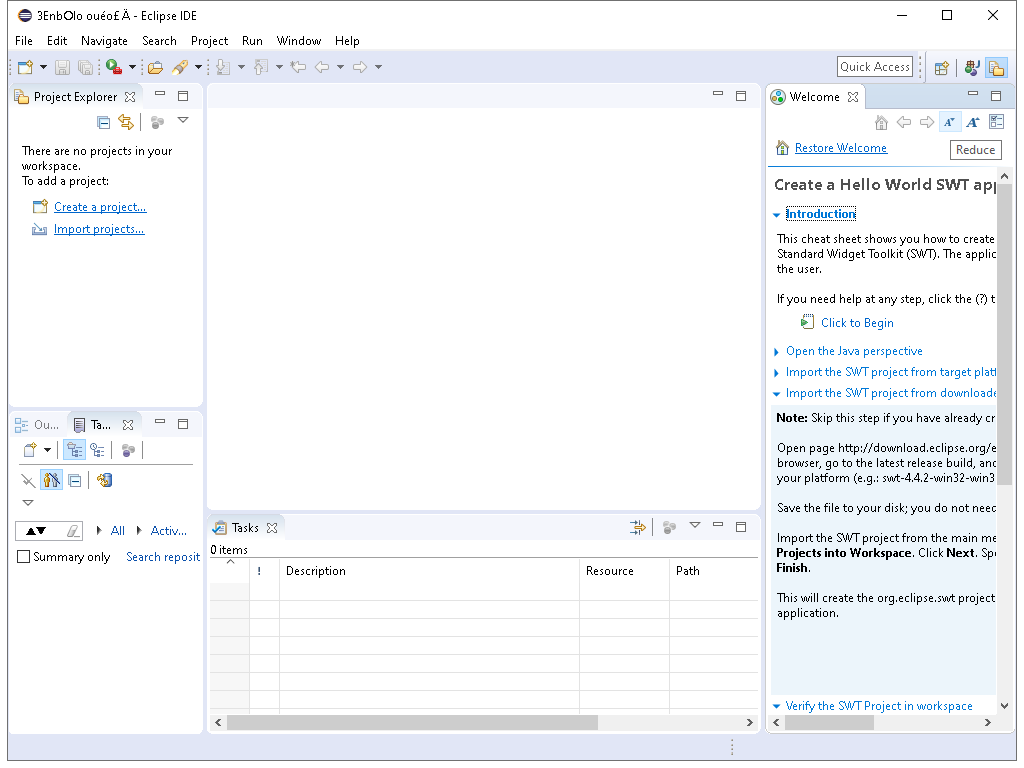 3EnbOlo ouéo£Ä - Eclipse IDE
File Edit Navigate Search Project Run Window Help
Quick Access
Project Explorer
There are no projects in your
workspace.
To add a project:
Create a project...
Import projects...
Ou...
Ta...
All
Activ...
Summary only
Search reposit
Tasks
0 items
!
Description
Resource
Path
Welcome
Restore Welcome
Reduce
Create a Hello World SWT app
Introduction
This cheat sheet shows you how to create
Standard Widget Toolkit (SWT). The applic
the user.
If you need help at any step, click the (?) t
Click to Begin
Open the Java perspective
Import the SWT project from target platf
Import the SWT project from downloade
Note: Skip this step if you have already cr
Open page http://download.eclipse.org/e
browser, go to the latest release build, and
your platform (e.g.: swt-4.4.2-win32-win3
Save the file to your disk; you do not need
Import the SWT project from the main me
Projects into Workspace. Click Next. Spe
Finish.
This will create the org.eclipse.swt project
application.
Verify the SWT Project in workspace